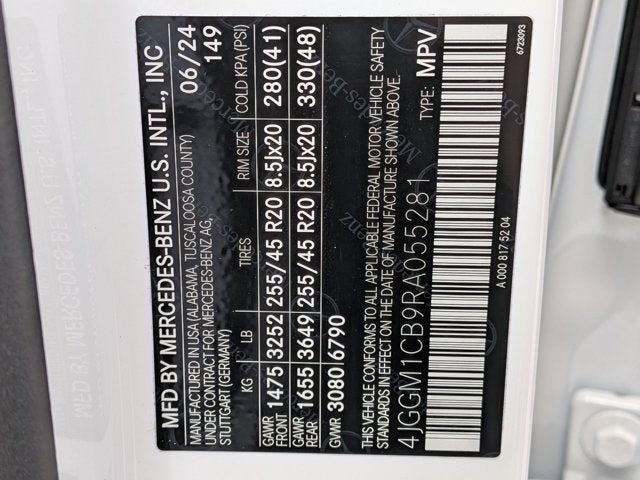 MFD BY MERCEDES-BENZ U.S. INTL., INC
MANUFACTURED IN USA (ALABAMA, TUSCALOOSA COUNTY) 06/24
UNDER CONTRACT FOR MERCEDES-BENZ AG, 149
STUTTGART (GERMANY)
KG LB TIRES RIM SIZE COLD KPA (PSI)
GAWR FRONT 1475 3252 255/45 R20 8.5Jx20 280(41)
GAWR REAR 1655 3649 255/45 R20 8.5Jx20 330(48)
GVWR 3080 6790
THIS VEHICLE CONFORMS TO ALL APPLICABLE FEDERAL MOTOR VEHICLE SAFETY
STANDARDS IN EFFECT ON THE DATE OF MANUFACTURE SHOWN ABOVE.
4JGGM1CB9RA055281 TYPE: MPV
A 000 817 52 04
6723093